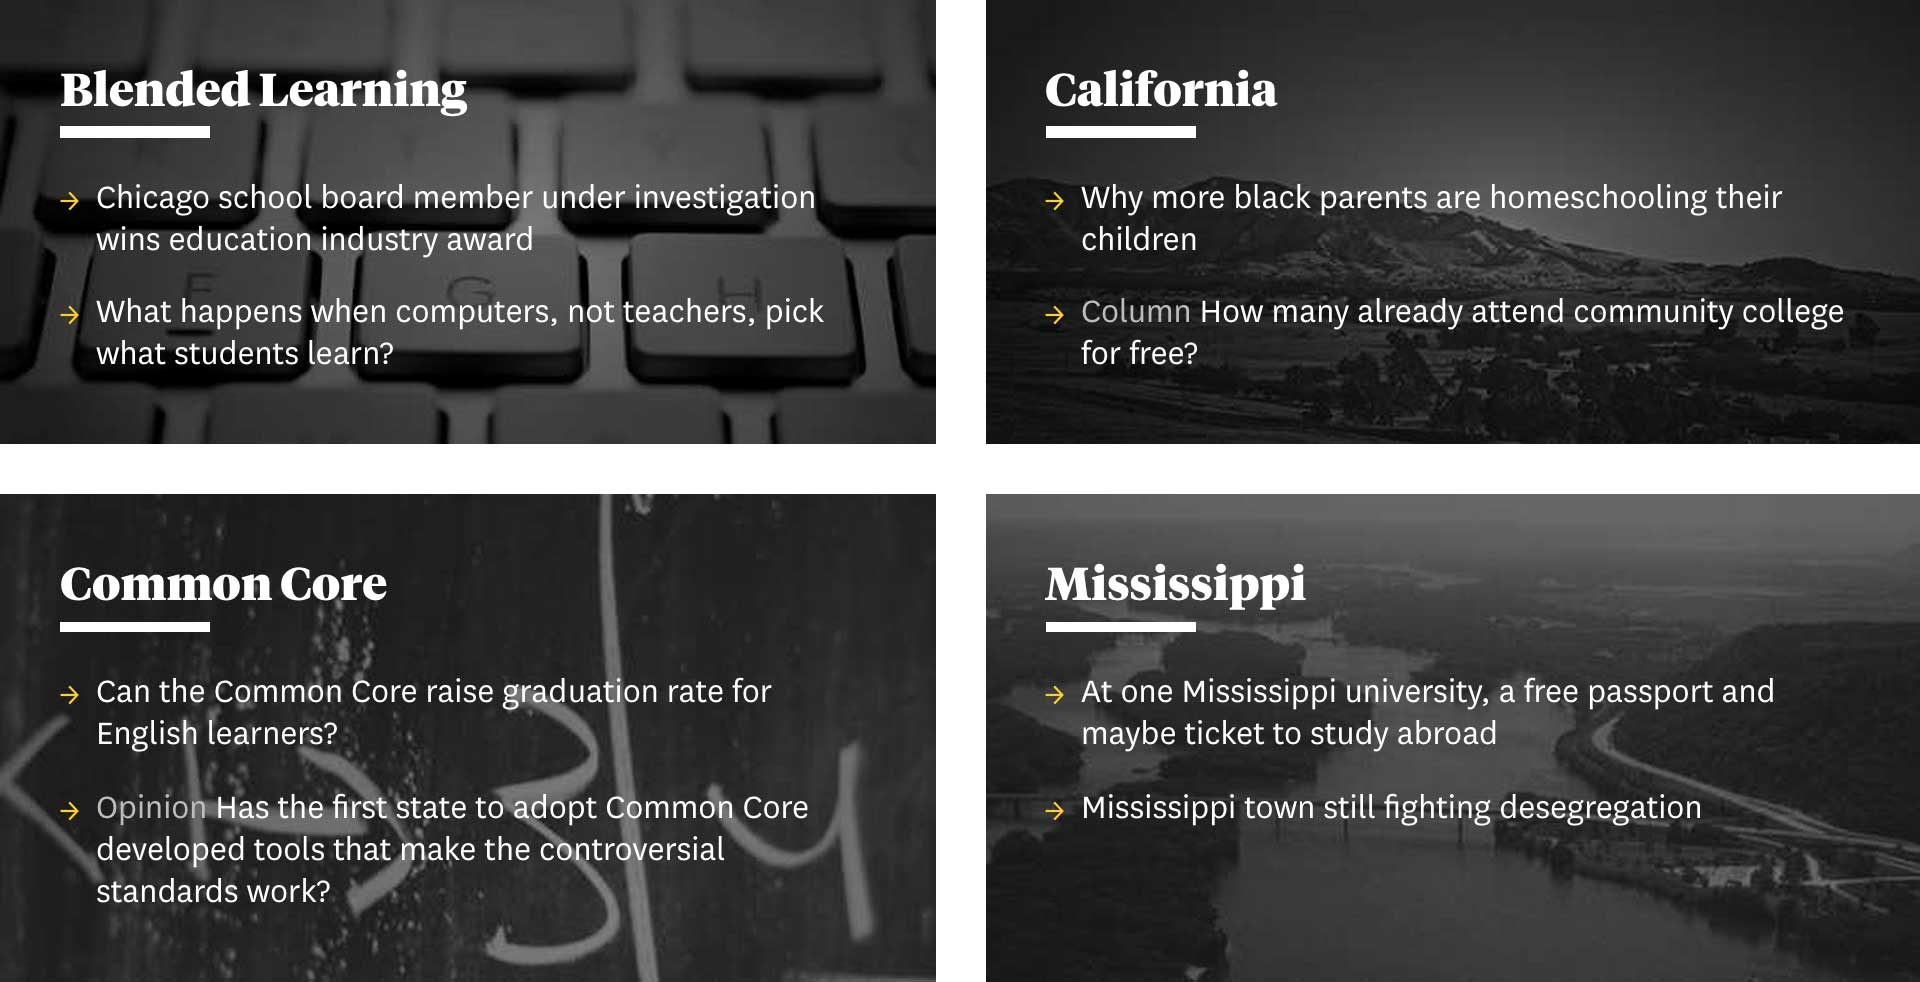 Blended Learning
→ Chicago school board member under investigation
wins education industry award
→ What happens when computers, not teachers, pick
what students learn?
California
→ Why more black parents are homeschooling their
children
→ Column How many already attend community college
for free?
Common Core
→ Can the Common Core raise graduation rate for
English learners?
→ Opinion Has the first state to adopt Common Core
developed tools that make the controversial
standards work?
Mississippi
→ At one Mississippi university, a free passport and
maybe ticket to study abroad
→ Mississippi town still fighting desegregation